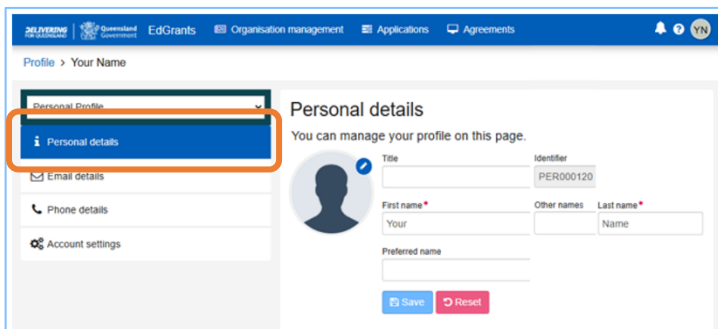 DELIVERING FOR QUEENSLAND Queensland Government EdGrants Organisation management Applications Agreements YN
Profile > Your Name
Personal Profile
Personal details
Email details
Phone details
Account settings
Personal details
You can manage your profile on this page.
Title Identifier
PER000120
First name * Other names Last name *
Your Name
Preferred name
Save Reset